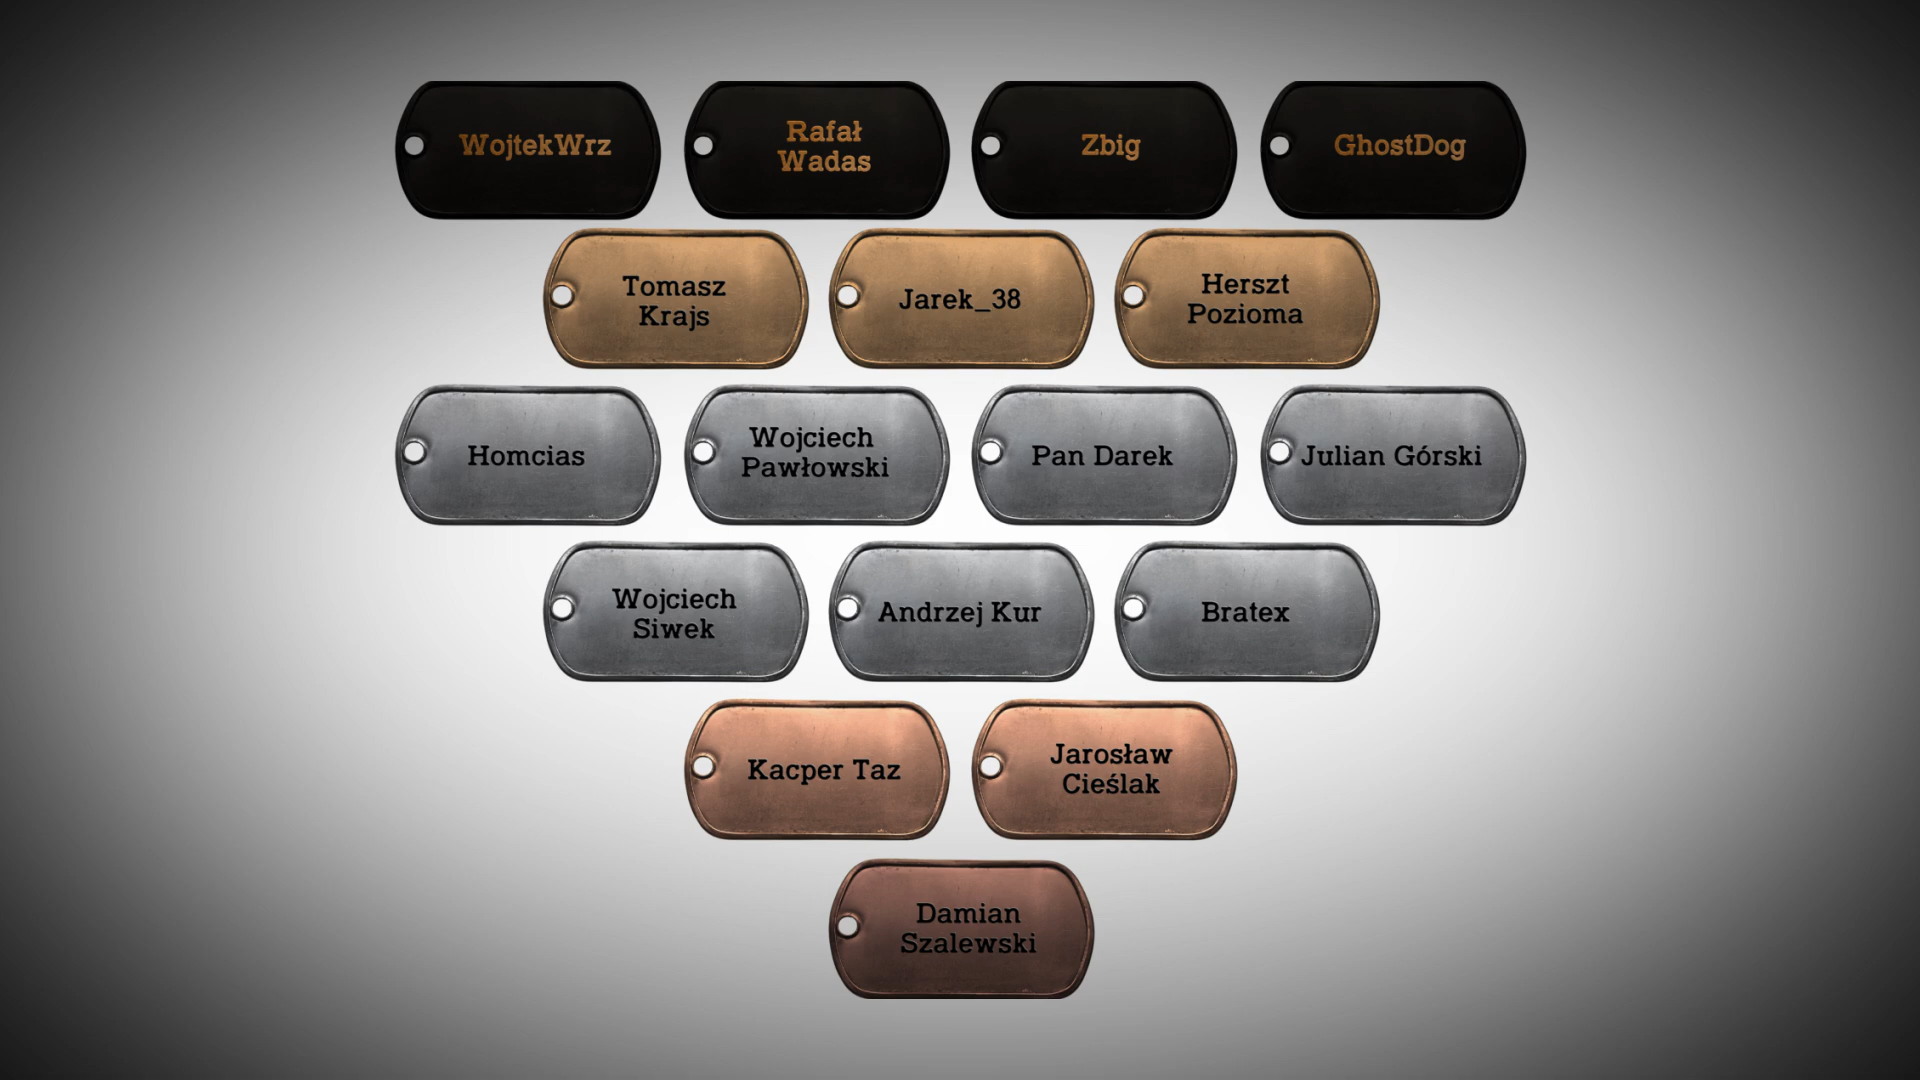 WojtekWrz
Rafał
Wadas
Zbig
GhostDog
Tomasz
Krajs
Jarek_38
Herszt
Pozioma
Homcias
Wojciech
Pawłowski
Pan Darek
Julian Górski
Wojciech
Siwek
Andrzej Kur
Bratex
Kacper Taz
Jarosław
Cieślak
Damian
Szalewski